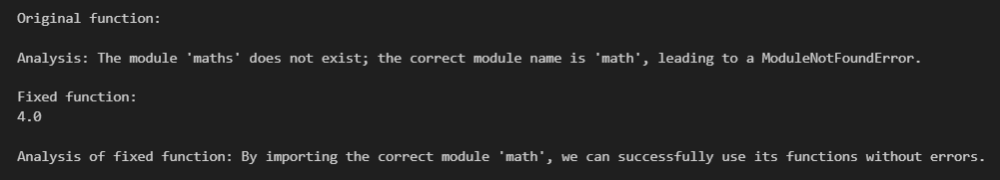 Original function:
Analysis: The module 'maths' does not exist; the correct module name is 'math', leading to a ModuleNotFoundError.
Fixed function:
4.0
Analysis of fixed function: By importing the correct module 'math', we can successfully use its functions without errors.